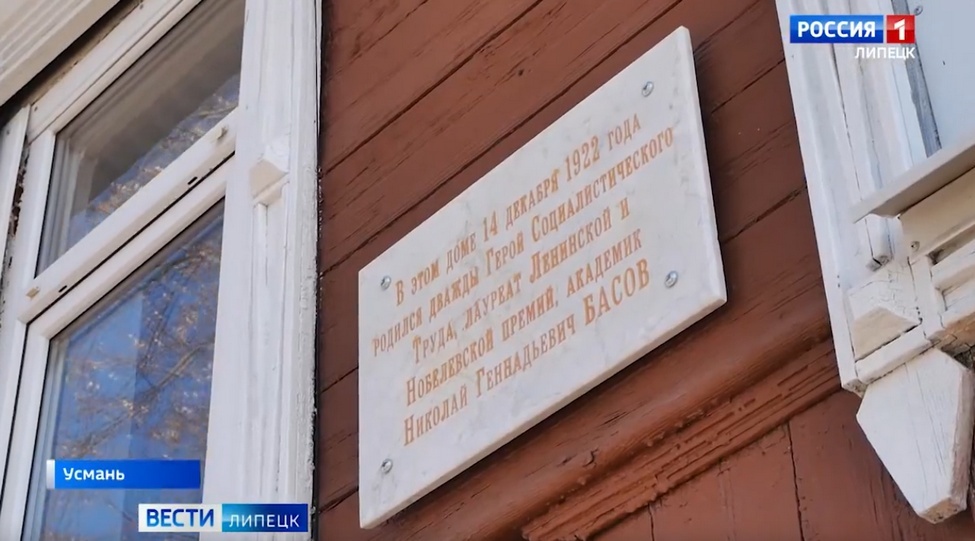 РОССИЯ 1
ЛИПЕЦК
В этом доме 14 декабря 1922 года
родился дважды Герой Социалистического
Труда, лауреат Ленинской и
Нобелевской премий, академик
Николай Геннадьевич БАСОВ
Усмань
ВЕСТИ ЛИПЕЦК